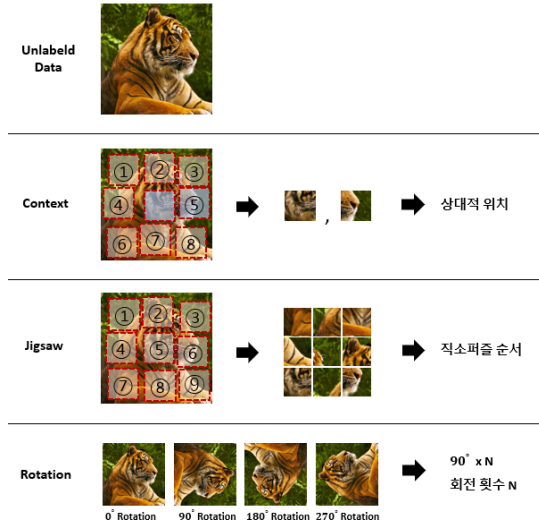 Unlabeld
Data
Context
① ② ③
④ ⑤
⑥ ⑦ ⑧
,
상대적 위치
Jigsaw
① ② ③
④ ⑤ ⑥
⑦ ⑧ ⑨
직소퍼즐 순서
Rotation
0° Rotation 90° Rotation 180° Rotation 270° Rotation
90° x N
회전 횟수 N